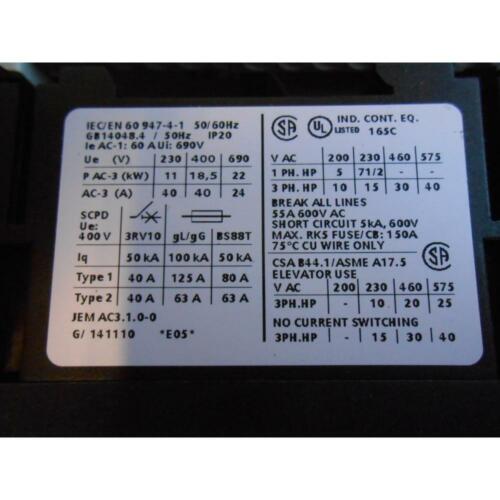 IEC/EN 60 947-4-1 50/60Hz
GB14048.4 / 50Hz IP20
Ie AC-1: 60 A Ui: 690V
Ue (V) 230 400 690
P AC-3 (kW) 11 18,5 22
AC-3 (A) 40 40 24
SCPD
Ue:
400 V 3RV10 gL/gG BS88T
Iq 50 kA 100 kA 50 kA
Type 1 40 A 125 A 80 A
Type 2 40 A 63 A 63 A
JEM AC3.1.0-0
G/ 141110 *E05*
SA UL LISTED IND. CONT. EQ.
165C
V AC 200 230 460 575
1 PH. HP 5 71/2 - -
3 PH. HP 10 15 30 40
BREAK ALL LINES
55A 600V AC
SHORT CIRCUIT 5kA, 600V
MAX. RK5 FUSE/CB: 150A
75°C CU WIRE ONLY
CSA B44.1/ASME A17.5 SA
ELEVATOR USE
V AC 200 230 460 575
3PH.HP - 10 20 25
NO CURRENT SWITCHING
3PH.HP - 15 30 40